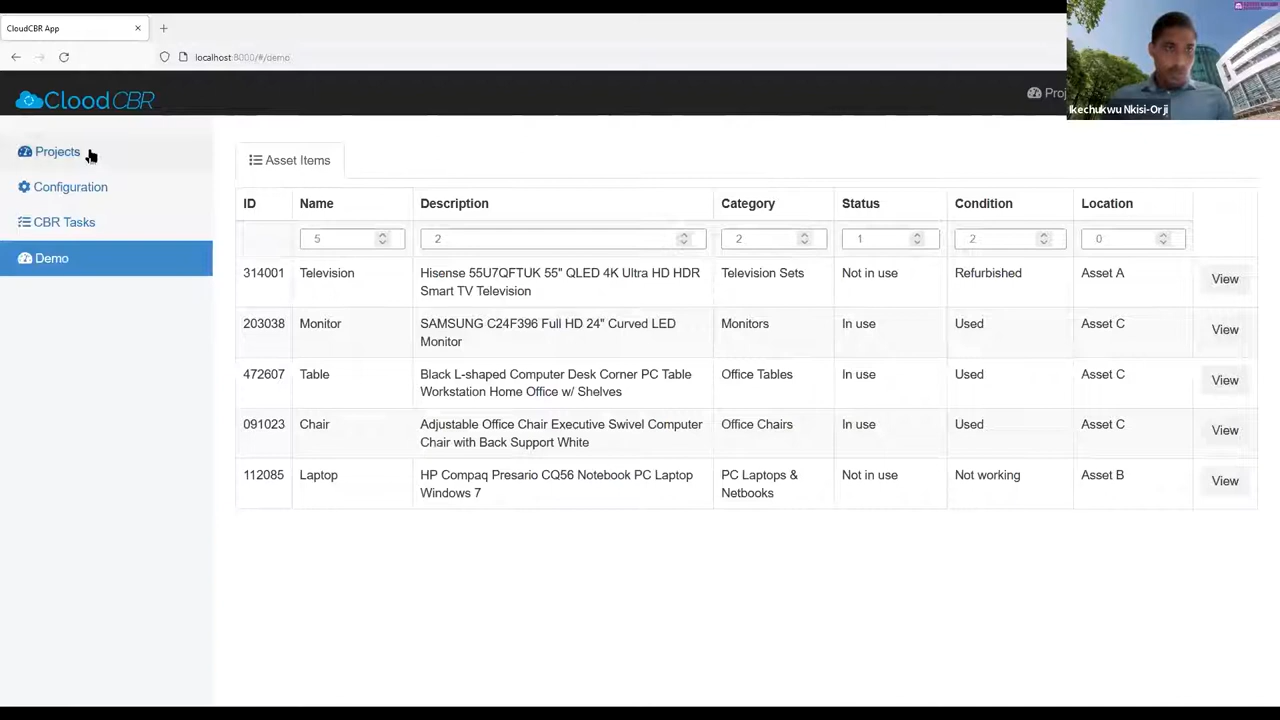 CloudCBR App
localhost:8000/#/demo
CloodCBR
Proj
Ikechukwu Nkisi-Orji
Projects
Configuration
CBR Tasks
Demo
Asset Items
ID Name Description Category Status Condition Location
5 2 2 1 2 0
314001 Television Hisense 55U7QFTUK 55" QLED 4K Ultra HD HDR Television Sets Not in use Refurbished Asset A View
Smart TV Television
203038 Monitor SAMSUNG C24F396 Full HD 24" Curved LED Monitors In use Used Asset C View
Monitor
472607 Table Black L-shaped Computer Desk Corner PC Table Office Tables In use Used Asset C View
Workstation Home Office w/ Shelves
091023 Chair Adjustable Office Chair Executive Swivel Computer Office Chairs In use Used Asset C View
Chair with Back Support White
112085 Laptop HP Compaq Presario CQ56 Notebook PC Laptop PC Laptops & Not in use Not working Asset B View
Windows 7 Netbooks